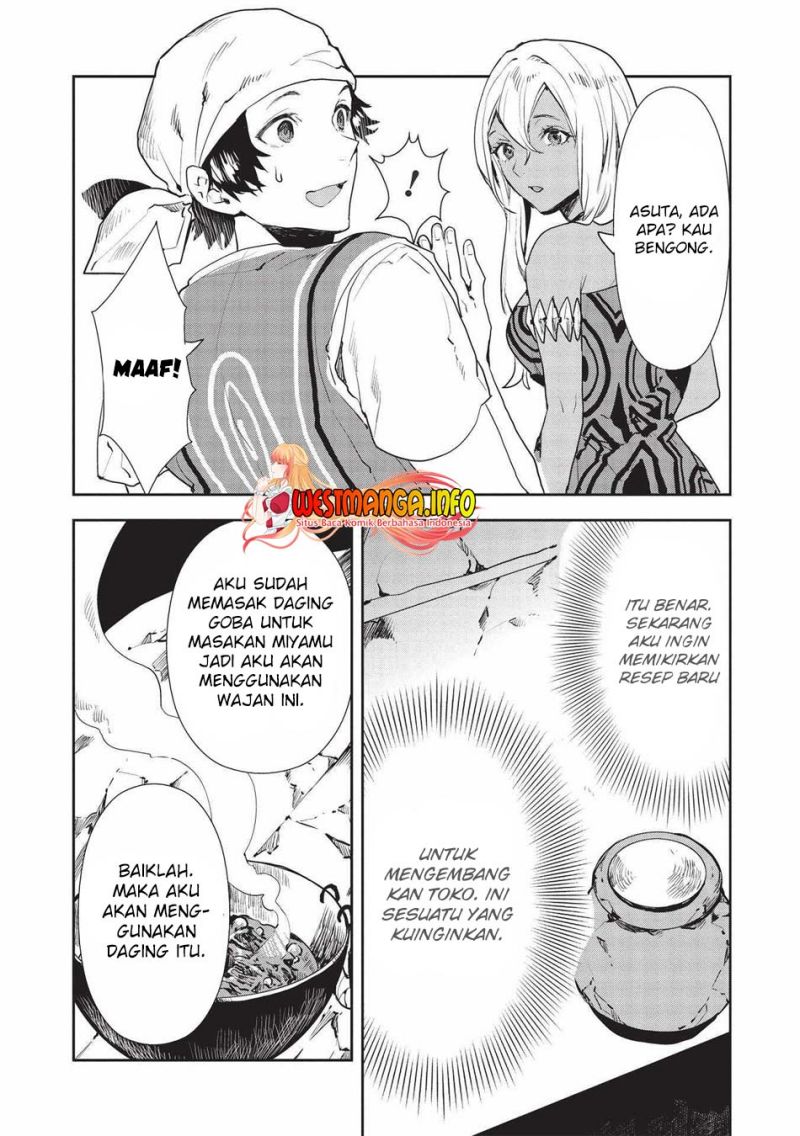 ASUTA, ADA
APA? KAU
BENGONG.
!
MAAF!
WESTMANGA.INFO
Situs Baca Komik Berbahasa Indonesia
ITU BENAR.
SEKARANG
AKU INGIN
MEMIKIRKAN
RESEP BARU
UNTUK
MENGEMBANG
KAN TOKO. INI
SESUATU YANG
KUINGINKAN.
AKU SUDAH
MEMASAK DAGING
GOBA UNTUK
MASAKAN MIYAMU
JADI AKU AKAN
MENGGUNAKAN
WAJAN INI.
BAIKLAH.
MAKA AKU
AKAN MENG-
GUNAKAN
DAGING ITU.